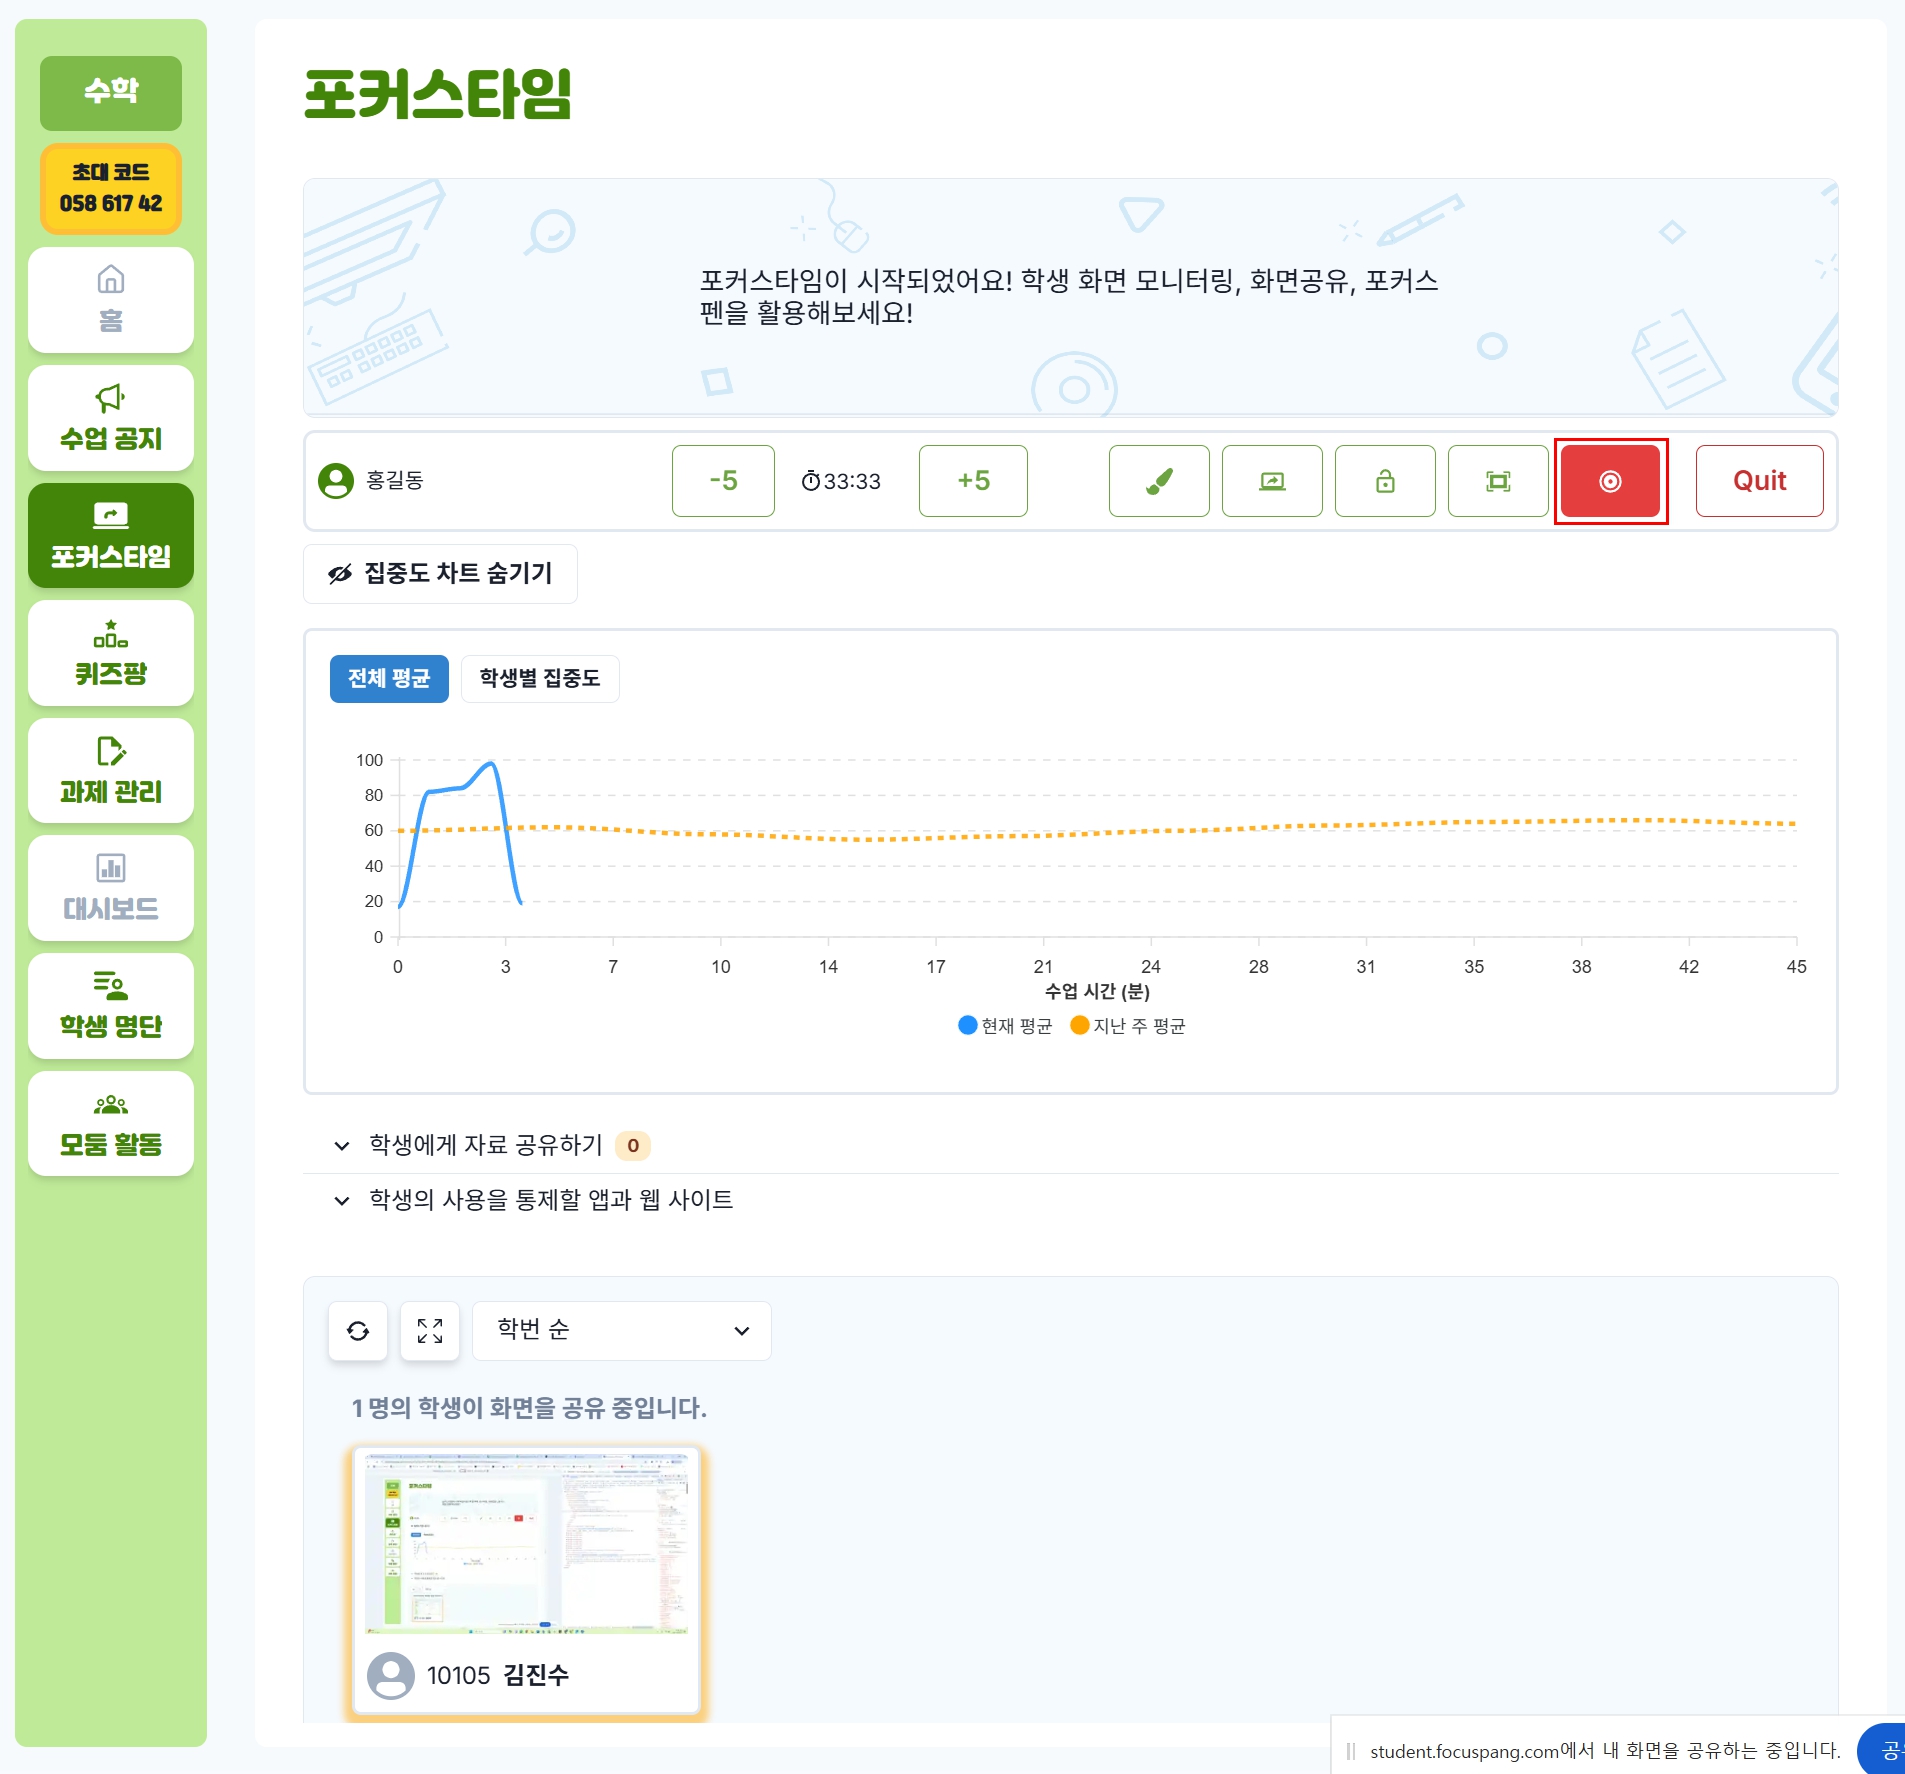 수학
초대 코드
058 617 42
홈
수업 공지
포커스타임
퀴즈팡
과제 관리
대시보드
학생 명단
모둠 활동
포커스타임
포커스타임이 시작되었어요! 학생 화면 모니터링, 화면공유, 포커스
펜을 활용해보세요!
홍길동
-5
33:33
+5
Quit
집중도 차트 숨기기
전체 평균
학생별 집중도
100
80
60
40
20
0
0 3 7 10 14 17 21 24 28 31 35 38 42 45
수업 시간 (분)
현재 평균 지난 주 평균
학생에게 자료 공유하기 0
학생의 사용을 통제할 앱과 웹 사이트
학번 순
1 명의 학생이 화면을 공유 중입니다.
포커스타임
10105 김진수
student.focuspang.com에서 내 화면을 공유하는 중입니다.